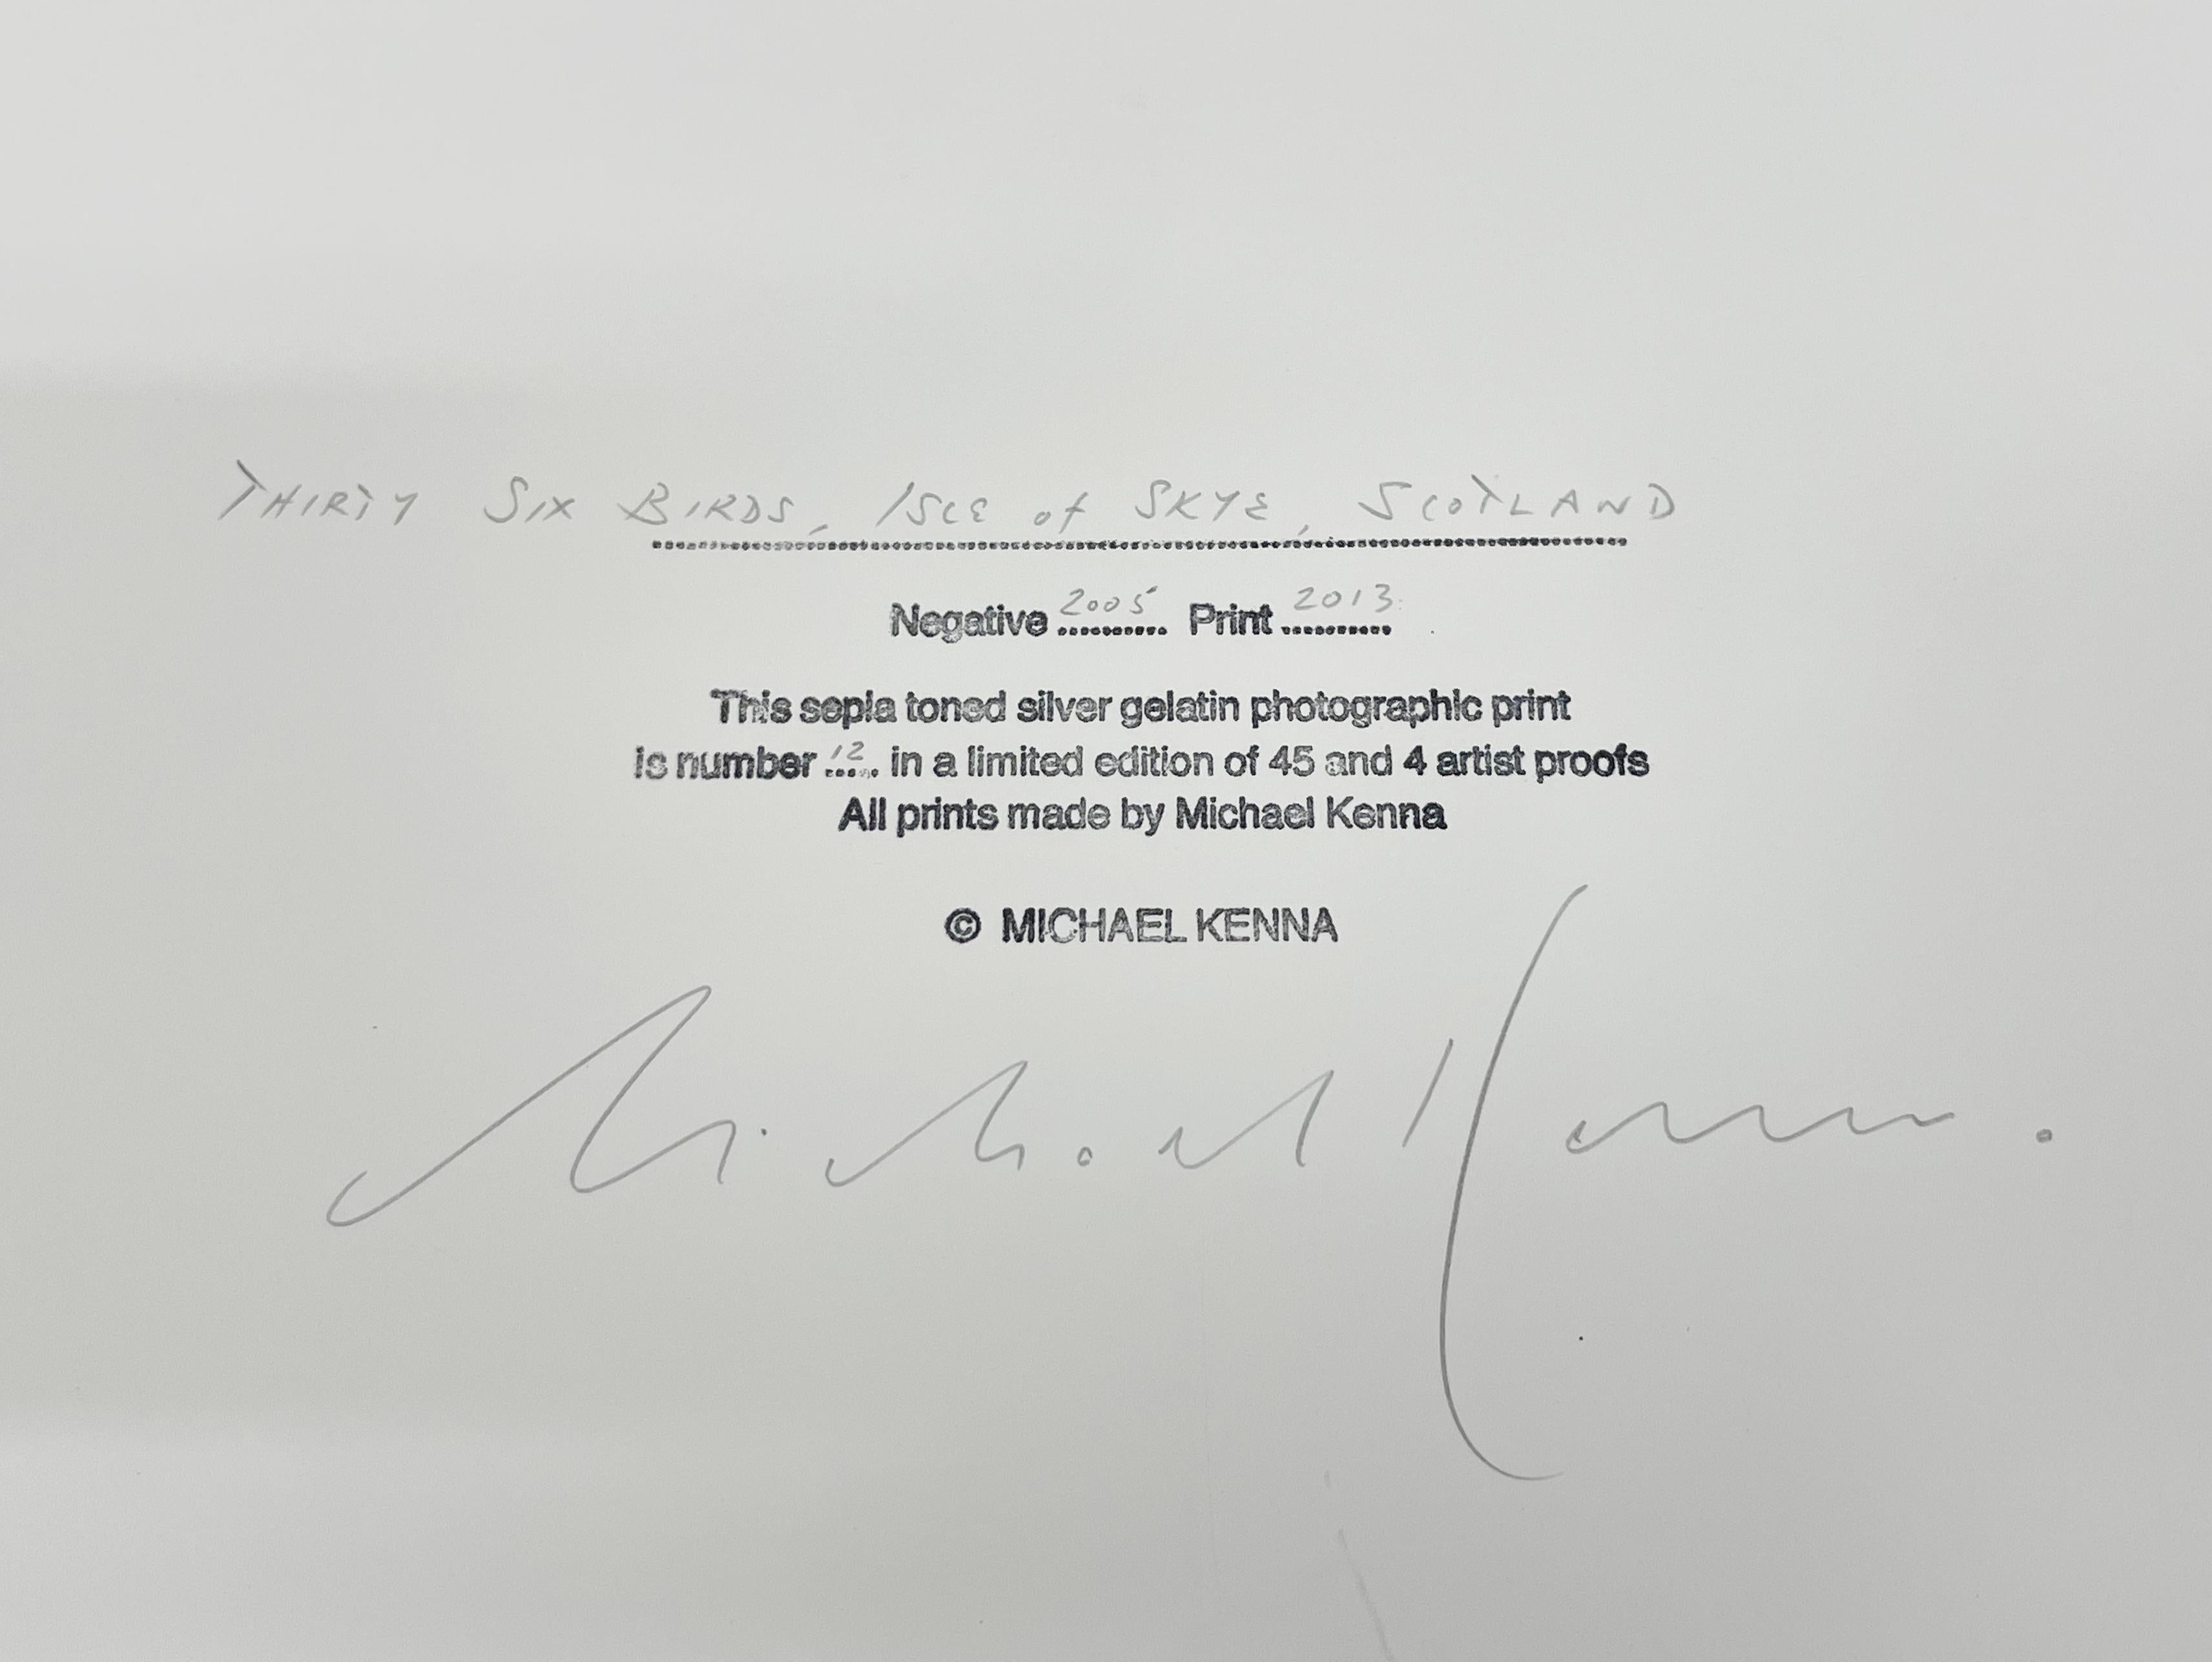 THIRTY SIX BIRDS, ISLE of SKYE, SCOTLAND
Negative 2005 Print 2013
This sepia toned silver gelatin photographic print
is number 12 in a limited edition of 45 and 4 artist proofs
All prints made by Michael Kenna
© MICHAEL KENNA
Michael Kenna.